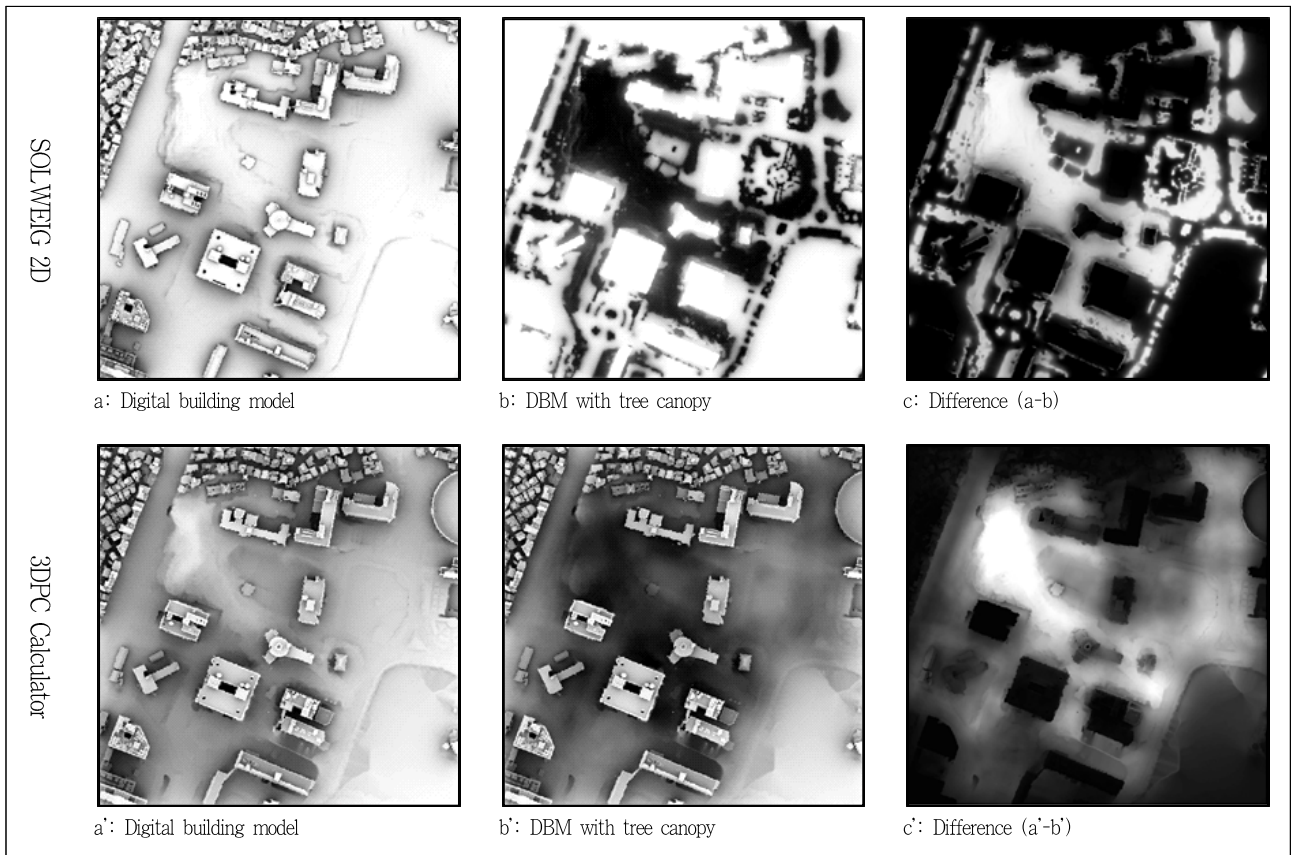 SOLWEIG 2D
a: Digital building model
b: DBM with tree canopy
c: Difference (a-b)
3DPC Calculator
a': Digital building model
b': DBM with tree canopy
c': Difference (a'-b')